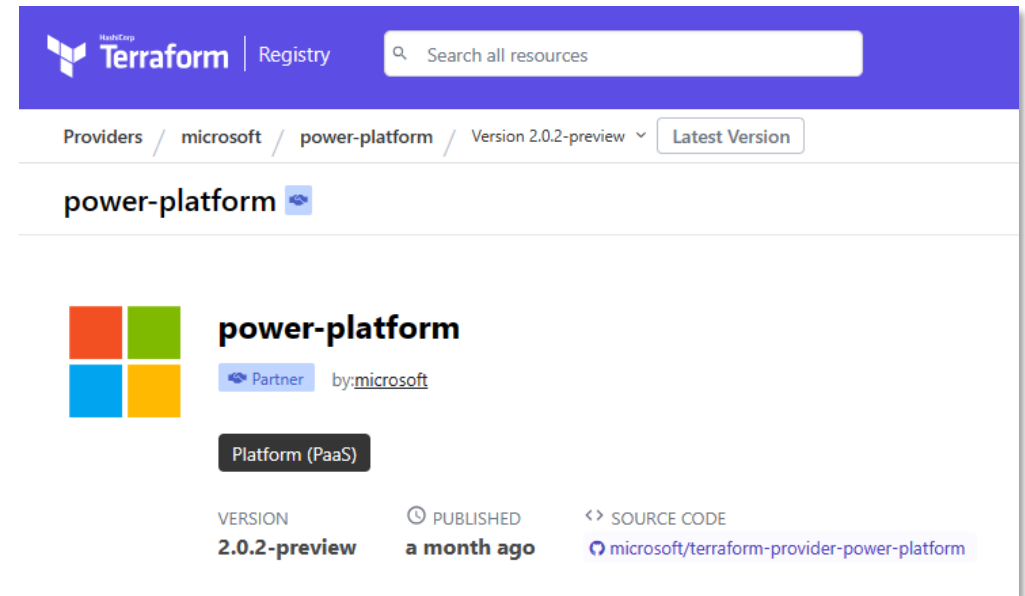 HashiCorp
Terraform Registry Search all resources
Providers / microsoft / power-platform / Version 2.0.2-preview Latest Version
power-platform
power-platform
Partner by:microsoft
Platform (PaaS)
VERSION PUBLISHED <> SOURCE CODE
2.0.2-preview a month ago microsoft/terraform-provider-power-platform